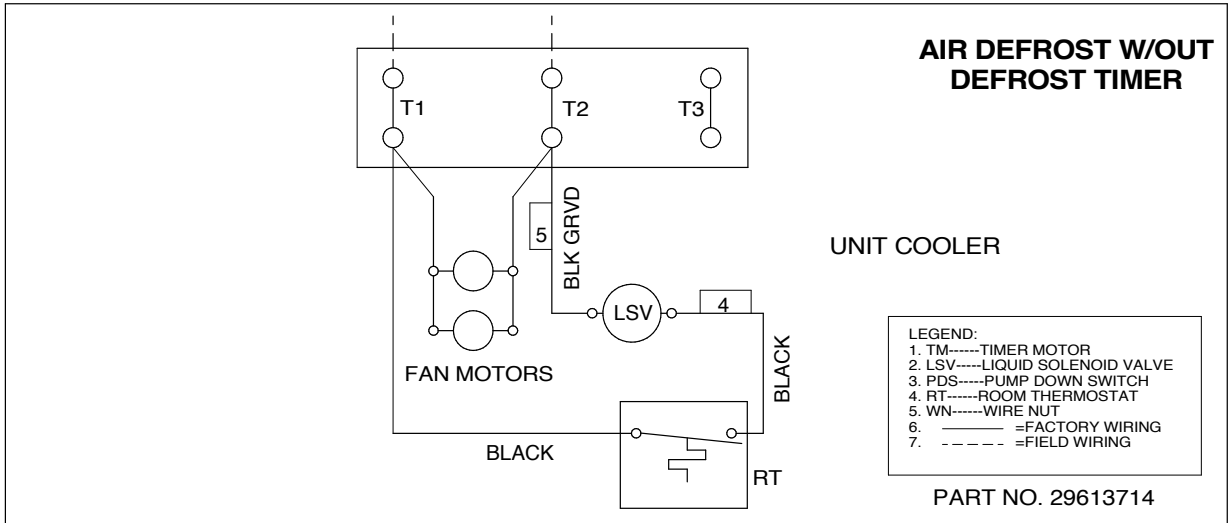 AIR DEFROST W/OUT
DEFROST TIMER
T1
T2
T3
5
BLK GRVD
UNIT COOLER
LSV
4
BLACK
FAN MOTORS
BLACK
RT
LEGEND:
1. TM------TIMER MOTOR
2. LSV-----LIQUID SOLENOID VALVE
3. PDS-----PUMP DOWN SWITCH
4. RT------ROOM THERMOSTAT
5. WN------WIRE NUT
6. ——— =FACTORY WIRING
7. - – – – - =FIELD WIRING
PART NO. 29613714